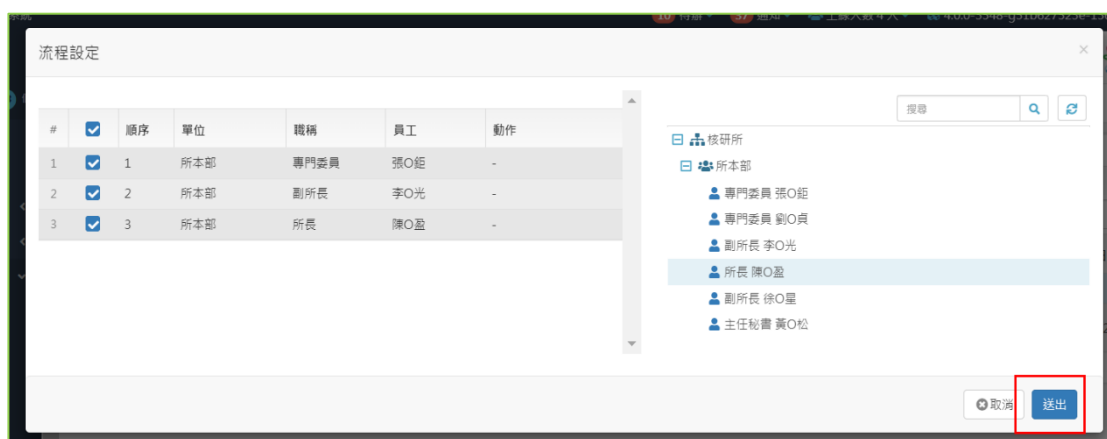 流程設定 ×
搜尋
# 順序 單位 職稱 員工 動作
1 1 所本部 專門委員 張O鉅 -
2 2 所本部 副所長 李O光 -
3 3 所本部 所長 陳O盈 -
核研所
所本部
專門委員 張O鉅
專門委員 劉O貞
副所長 李O光
所長 陳O盈
副所長 徐O星
主任秘書 黃O松
取消 送出